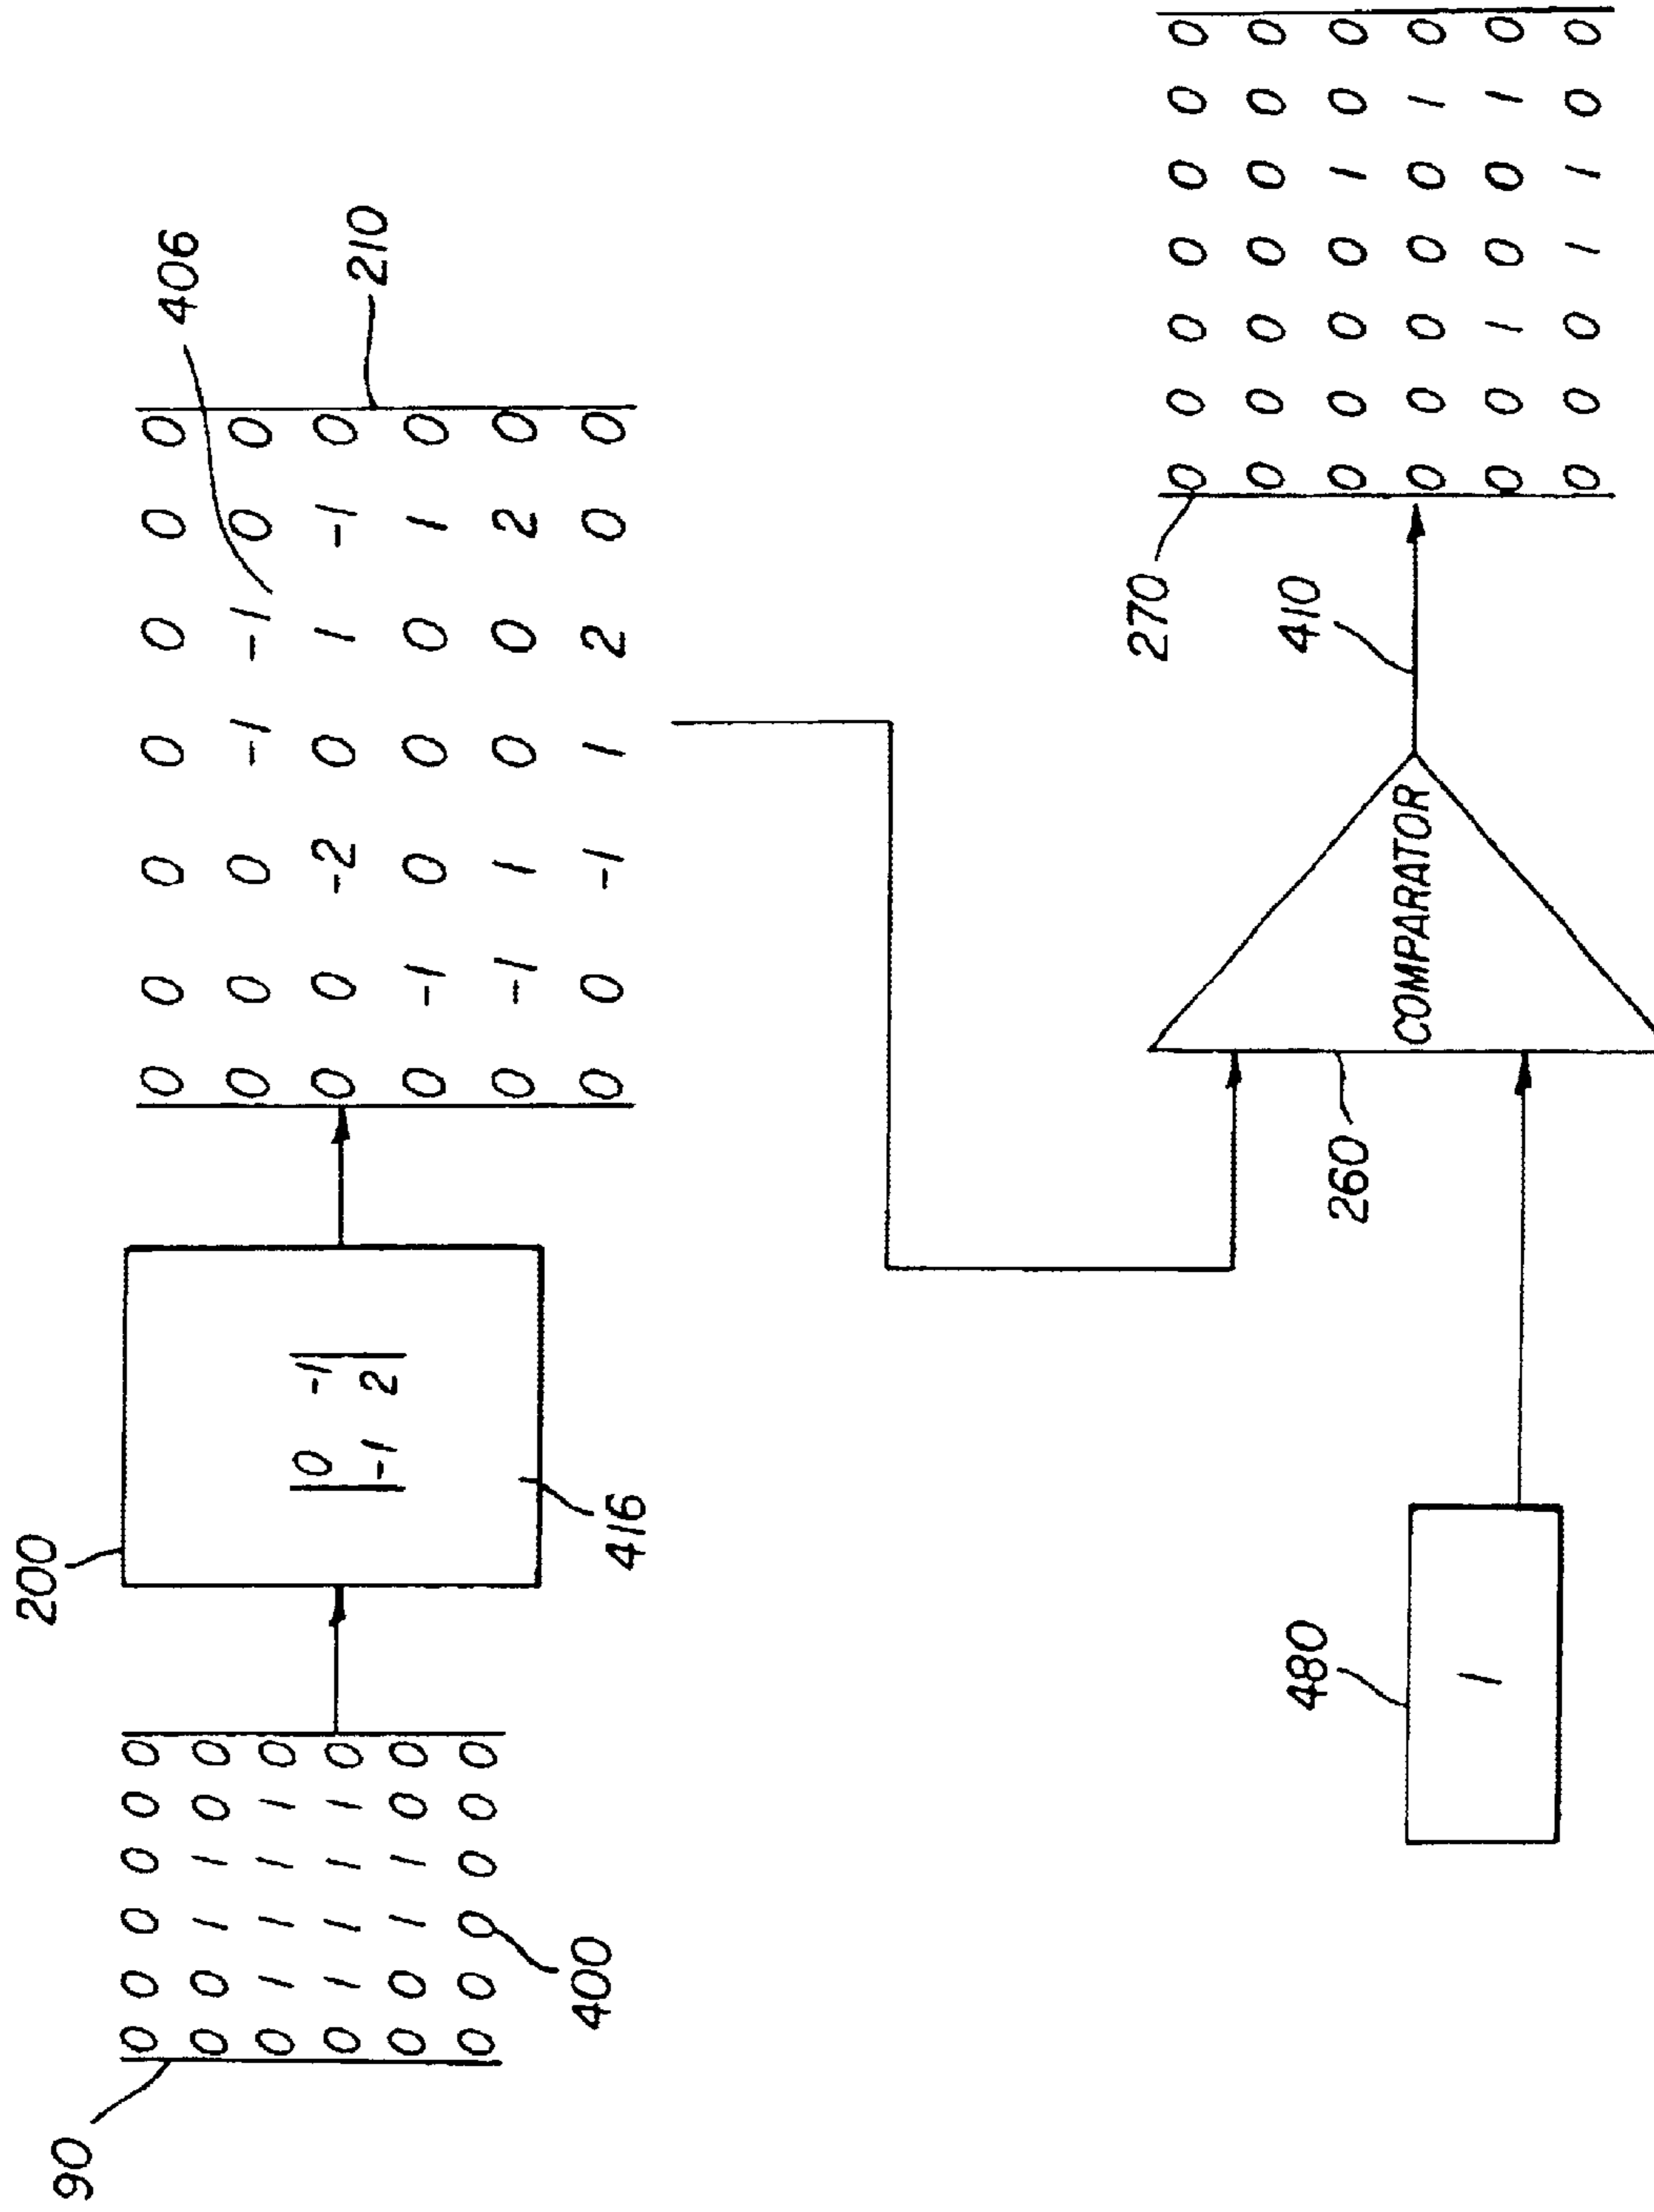 90
0 0 0 0 0 0
0 0 1 1 0 0
0 1 1 1 1 0
0 1 1 1 1 0
0 0 1 1 0 0
0 0 0 0 0 0
400
200
0 -1
-1 2
416
406
210
0 0 0 0 0 0 0
0 0 0 -1 -1 0 0
0 0 -2 0 1 -1 0
0 -1 0 0 0 1 0
0 -1 1 0 0 2 0
0 0 -1 1 2 0 0
480
1
260
COMPARATOR
410
270
0 0 0 0 0 0 0
0 0 0 0 0 0 0
0 0 0 0 1 0 0
0 0 0 0 0 1 0
0 0 1 0 0 1 0
0 0 0 1 1 0 0